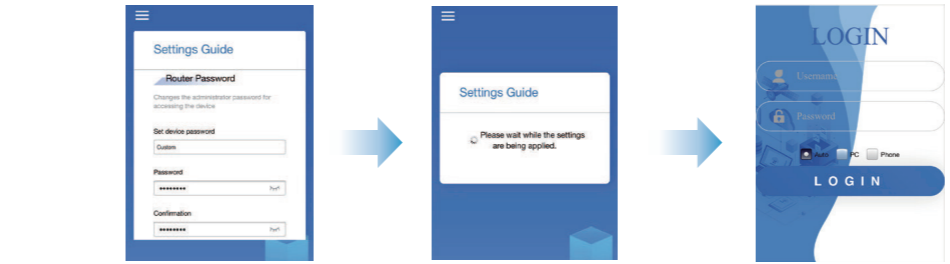 Settings Guide
Router Password
Changes the administrator password for
accessing the device
Set device password
Custom
Password
Confirmation
Settings Guide
Please wait while the settings
are being applied.
LOGIN
Username
Password
Auto PC Phone
LOGIN